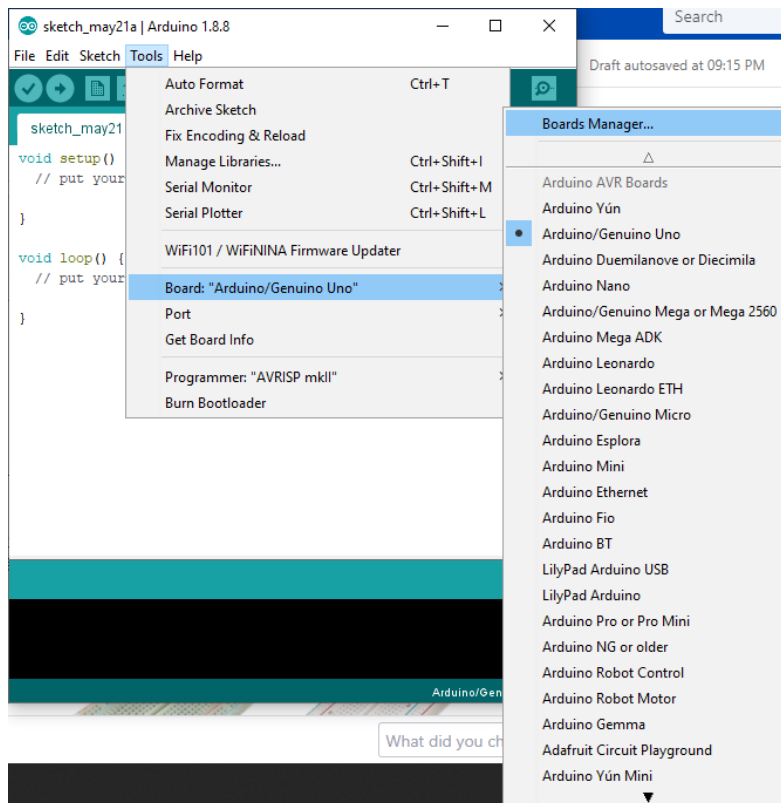 sketch_may21a | Arduino 1.8.8
File Edit Sketch Tools Help
sketch_may21
void setup()
// put your
}
void loop() {
// put your
}
Auto Format Ctrl+T
Archive Sketch
Fix Encoding & Reload
Manage Libraries... Ctrl+Shift+I
Serial Monitor Ctrl+Shift+M
Serial Plotter Ctrl+Shift+L
WiFi101 / WiFiNINA Firmware Updater
Board: "Arduino/Genuino Uno"
Port
Get Board Info
Programmer: "AVRISP mkII"
Burn Bootloader
Arduino/Gen
Search
Draft autosaved at 09:15 PM
Boards Manager...
Arduino AVR Boards
Arduino Yún
Arduino/Genuino Uno
Arduino Duemilanove or Diecimila
Arduino Nano
Arduino/Genuino Mega or Mega 2560
Arduino Mega ADK
Arduino Leonardo
Arduino Leonardo ETH
Arduino/Genuino Micro
Arduino Esplora
Arduino Mini
Arduino Ethernet
Arduino Fio
Arduino BT
LilyPad Arduino USB
LilyPad Arduino
Arduino Pro or Pro Mini
Arduino NG or older
Arduino Robot Control
Arduino Robot Motor
Arduino Gemma
Adafruit Circuit Playground
Arduino Yún Mini
What did you ch